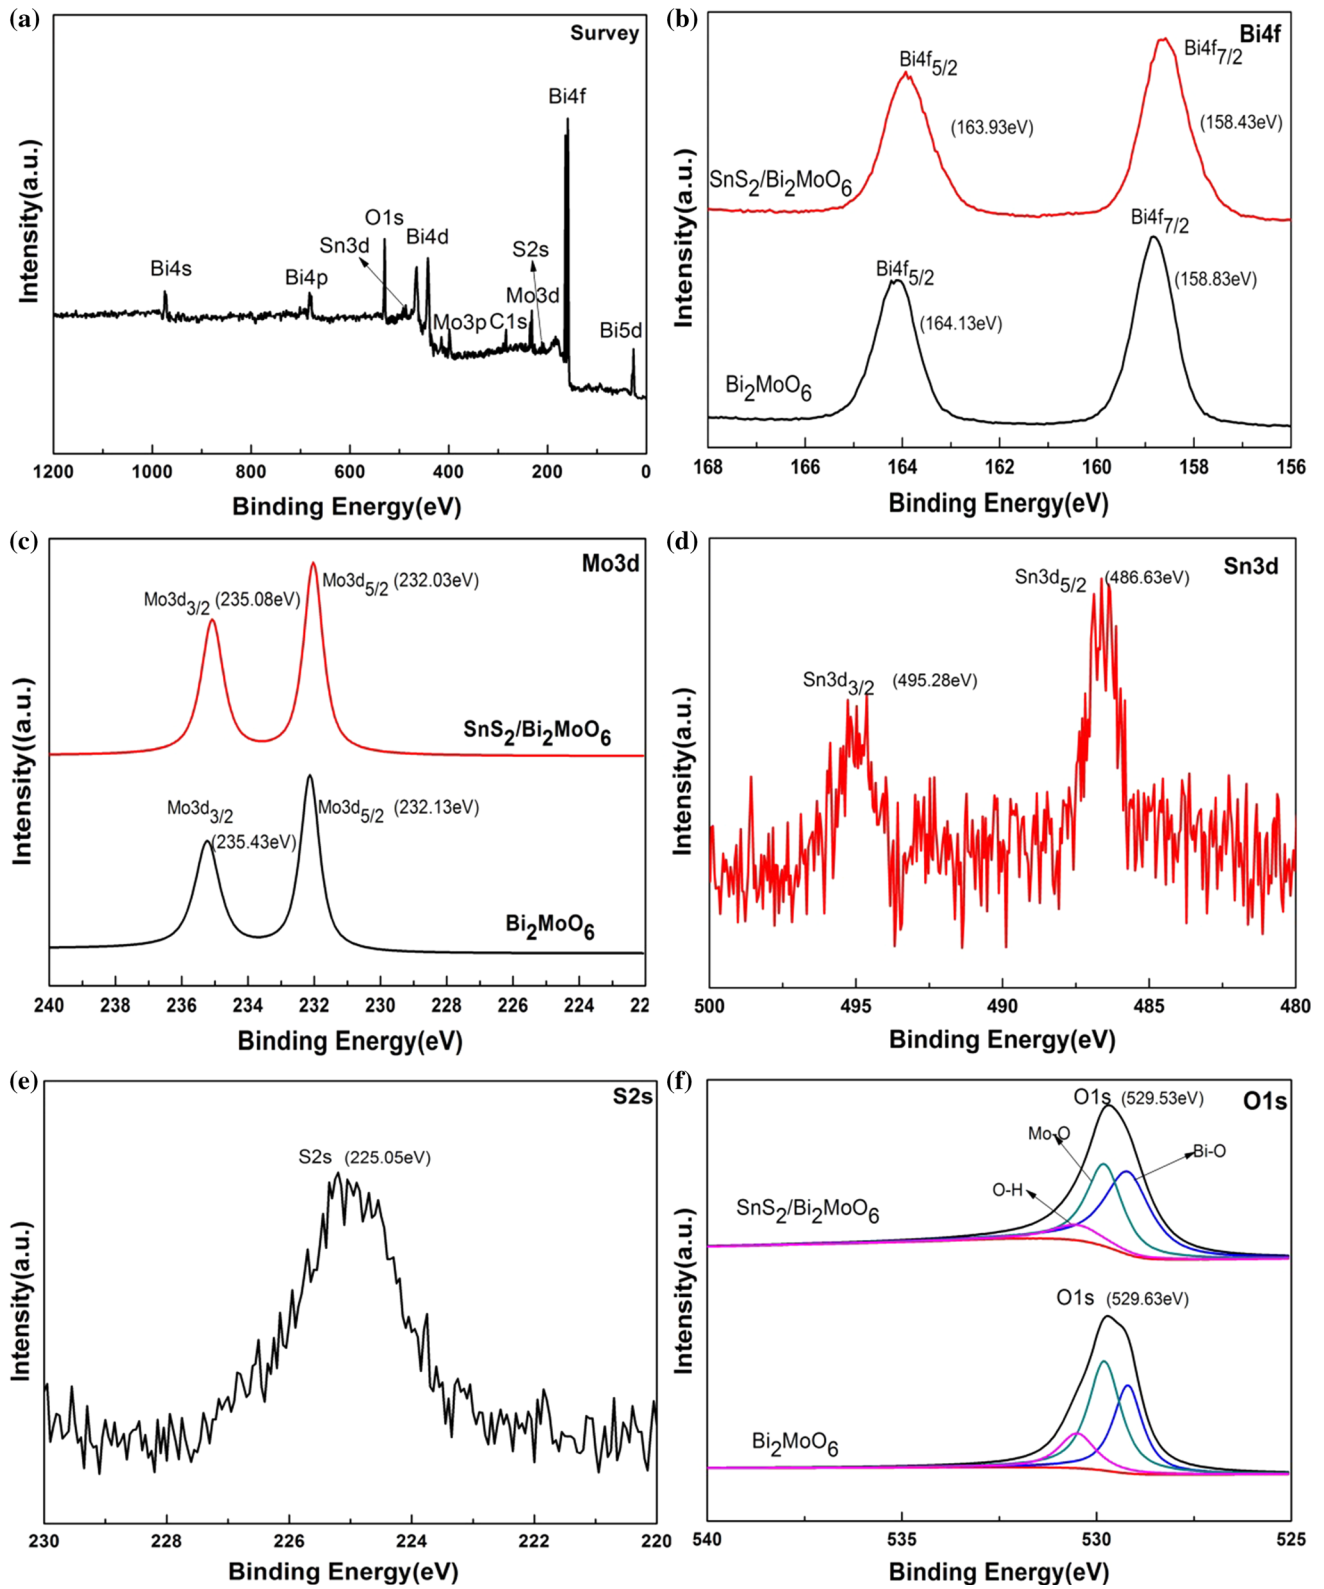 (a)
Survey
Bi4f
O1s
Sn3d
Bi4d
S2s
Bi4s
Bi4p
Mo3d
Mo3p
C1s
Bi5d
Intensity(a.u.)
1200 1000 800 600 400 200 0
Binding Energy(eV)
(b)
Bi4f
Bi4f5/2
Bi4f7/2
(163.93eV)
(158.43eV)
SnS2/Bi2MoO6
Bi4f7/2
Bi4f5/2
(158.83eV)
(164.13eV)
Bi2MoO6
Intensity(a.u.)
168 166 164 162 160 158 156
Binding Energy(eV)
(c)
Mo3d
Mo3d5/2 (232.03eV)
Mo3d3/2 (235.08eV)
SnS2/Bi2MoO6
Mo3d3/2
(235.43eV)
Mo3d5/2 (232.13eV)
Bi2MoO6
Intensity((a.u.)
240 238 236 234 232 230 228 226 224 22
Binding Energy(eV)
(d)
Sn3d
Sn3d5/2 (486.63eV)
Sn3d3/2 (495.28eV)
Intensity(a.u.)
500 495 490 485 480
Binding Energy(eV)
(e)
S2s
S2s (225.05eV)
Intensity(a.u.)
230 228 226 224 222 220
Binding Energy(eV)
(f)
O1s
O1s (529.53eV)
Mo-O
Bi-O
O-H
SnS2/Bi2MoO6
O1s (529.63eV)
Bi2MoO6
Intensity(a.u.)
540 535 530 525
Binding Energy(eV)